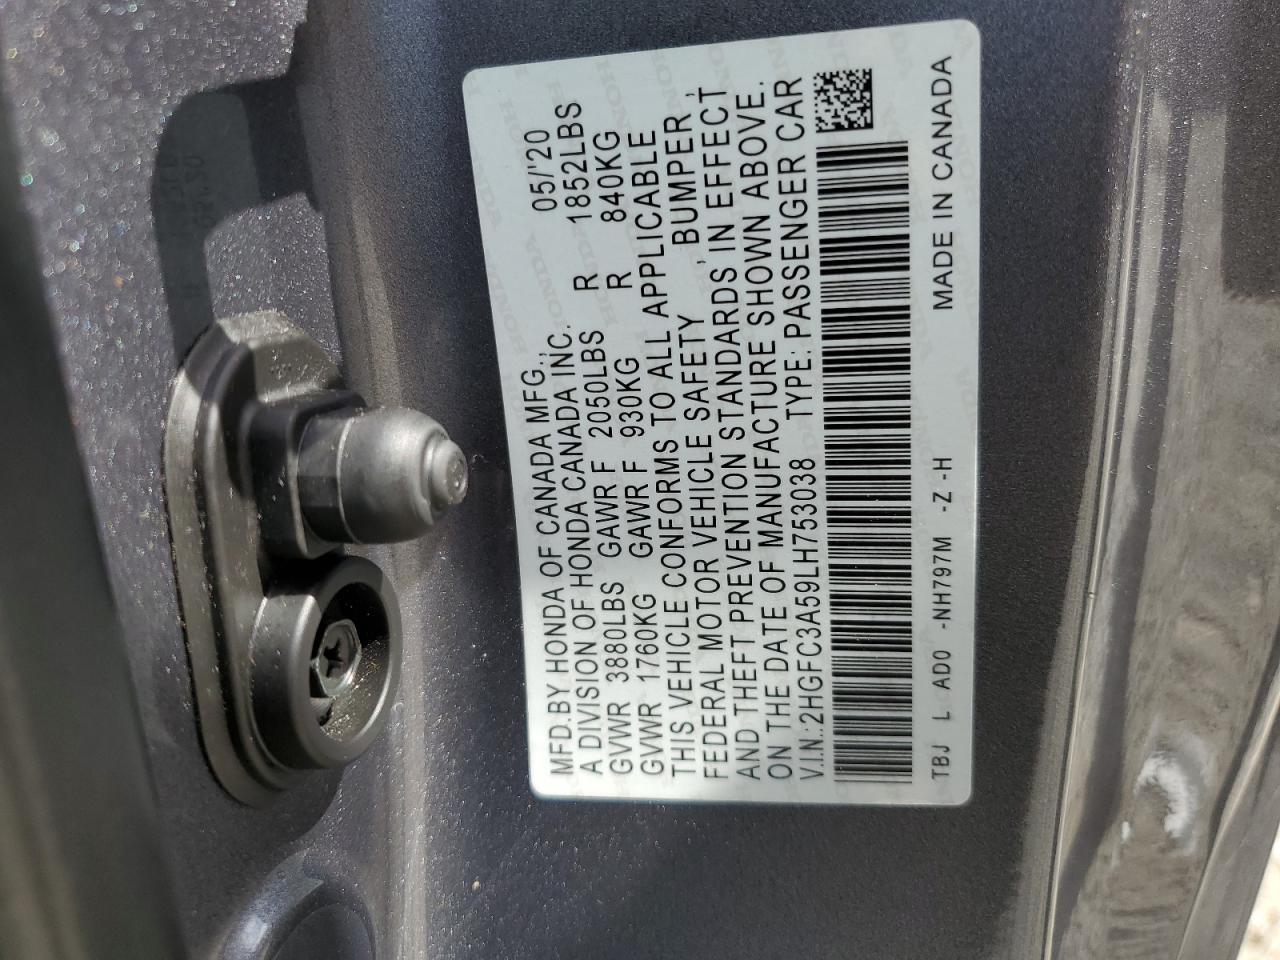 MFD.BY HONDA OF CANADA MFG., 05/'20
A DIVISION OF HONDA CANADA INC.
GVWR 3880LBS GAWR F 2050LBS R 1852LBS
GVWR 1760KG GAWR F 930KG R 840KG
THIS VEHICLE CONFORMS TO ALL APPLICABLE
FEDERAL MOTOR VEHICLE SAFETY, BUMPER,
AND THEFT PREVENTION STANDARDS, IN EFFECT
ON THE DATE OF MANUFACTURE SHOWN ABOVE.
V.I.N.:2HGFC3A59LH753038 TYPE: PASSENGER CAR
TBJ L AD0 -NH797M -Z -H MADE IN CANADA